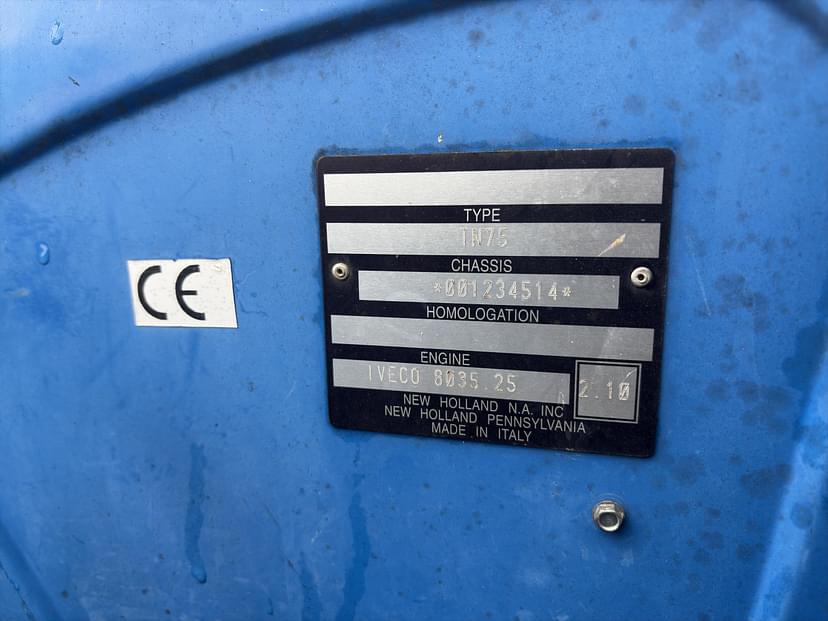 TYPE
TN75
CHASSIS
*001234514*
HOMOLOGATION
ENGINE
IVECO 8035.25
2.10
NEW HOLLAND N.A. INC
NEW HOLLAND PENNSYLVANIA
MADE IN ITALY
CE